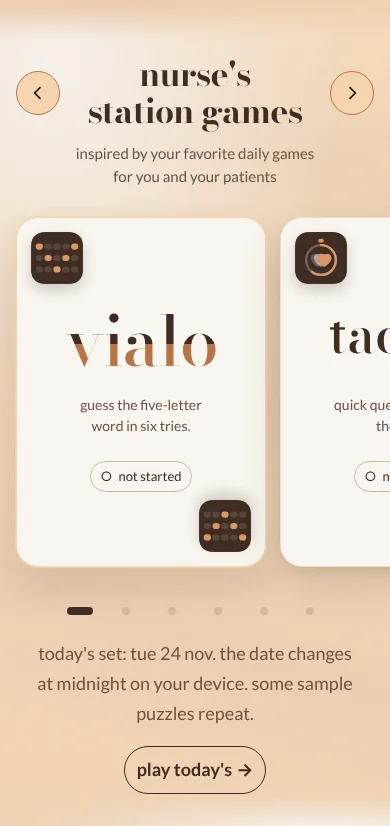 nurse's
station games
inspired by your favorite daily games
for you and your patients
vialo
guess the five-letter
word in six tries.
not started
quick
today's set: tue 24 nov. the date changes
at midnight on your device. some sample
puzzles repeat.
play today's →